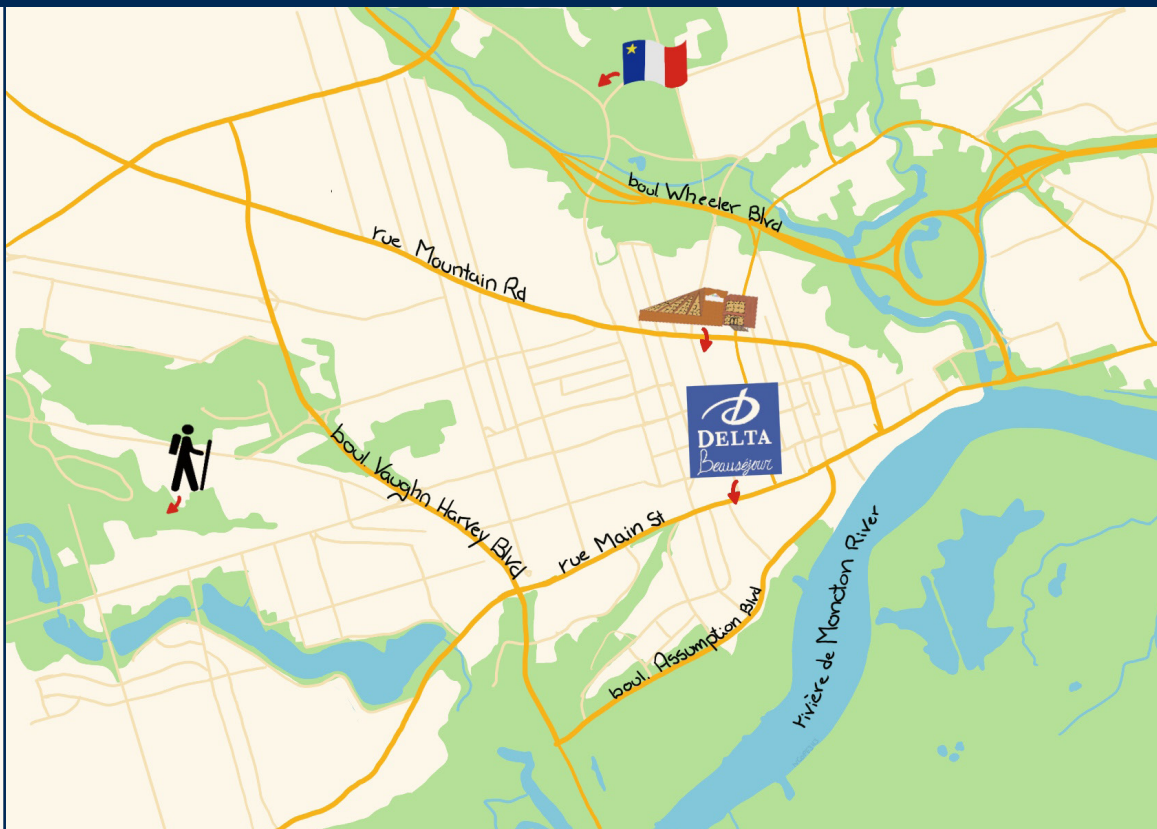 boul Wheeler Blvd
rue Mountain Rd
DELTA
Beauséjour
boul. Vaughn Harvey Blvd
rue Main St
boul. Assumption Blvd
rivière de Moncton River